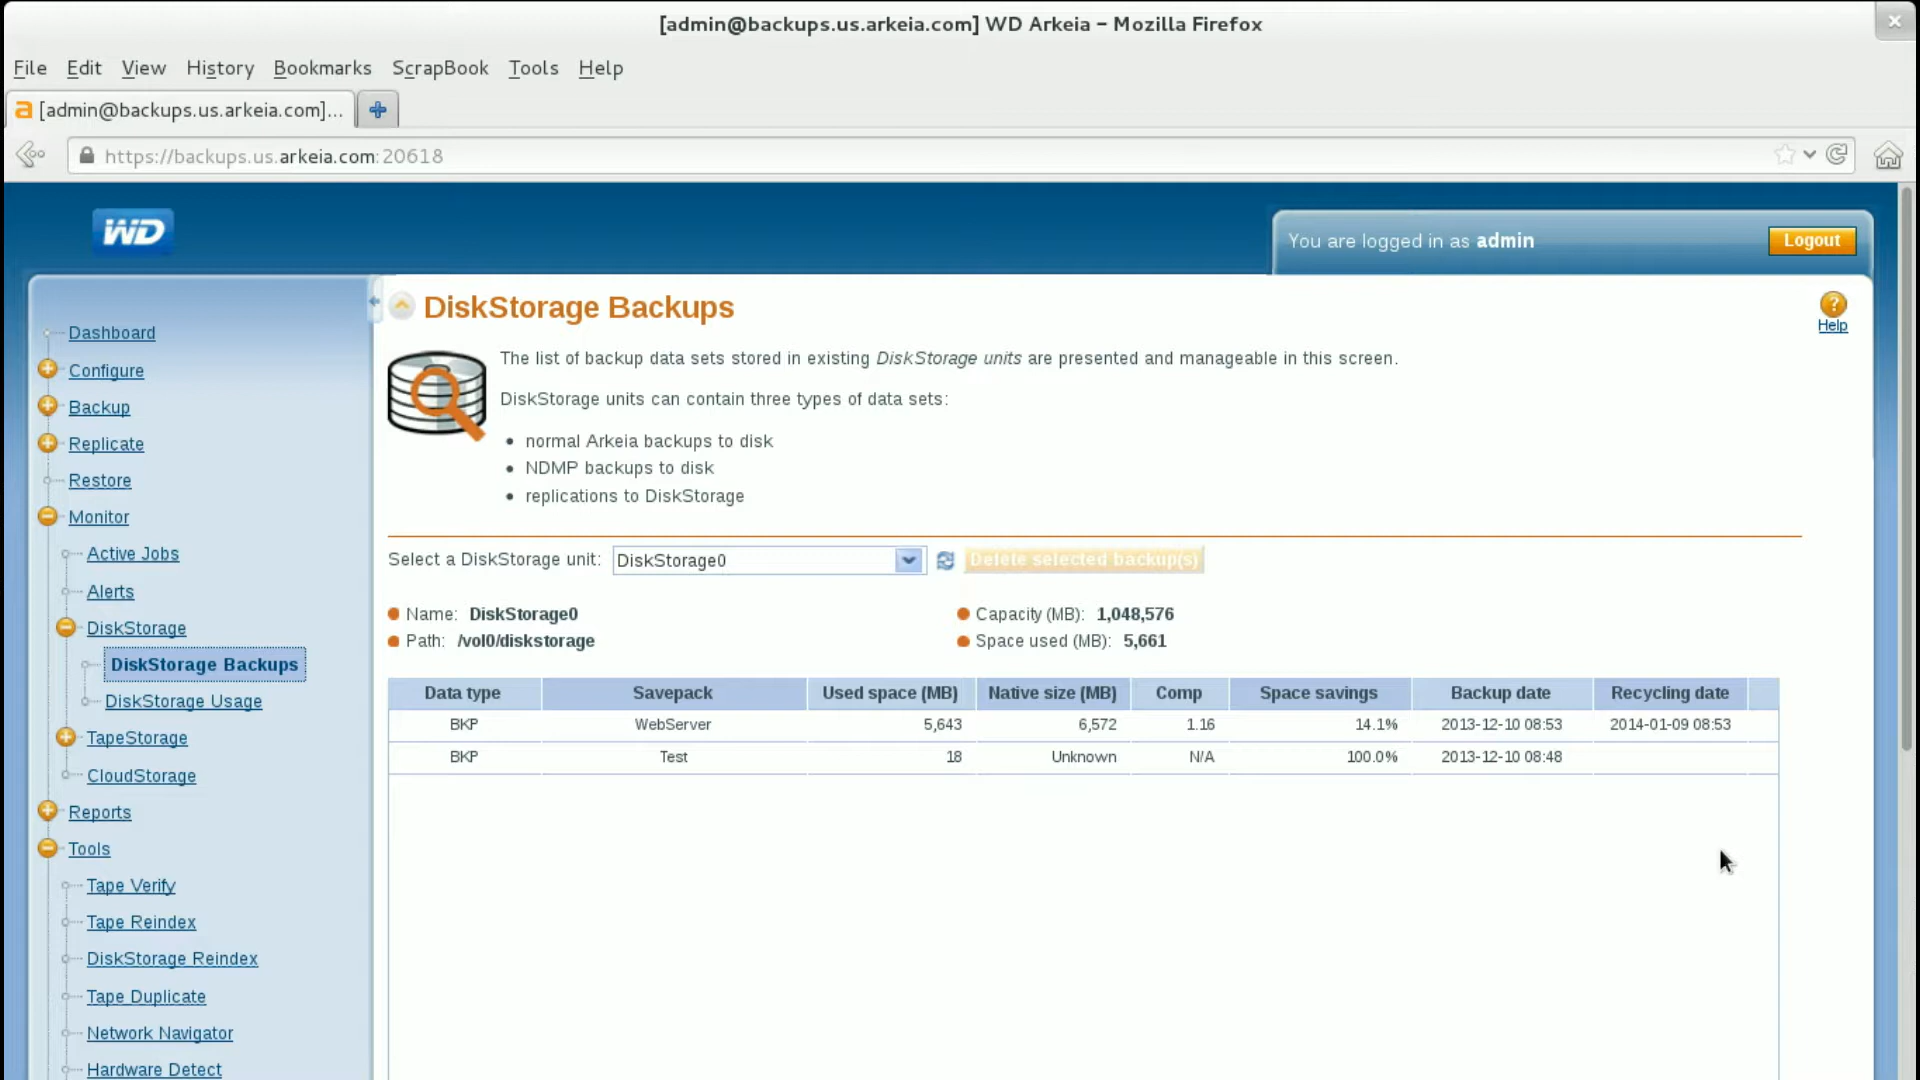 [admin@backups.us.arkeia.com] WD Arkeia – Mozilla Firefox
File Edit View History Bookmarks ScrapBook Tools Help
a [admin@backups.us.arkeia.com]...
https://backups.us.arkeia.com:20618
WD
You are logged in as admin
Logout
Dashboard
Configure
Backup
Replicate
Restore
Monitor
Active Jobs
Alerts
DiskStorage
DiskStorage Backups
DiskStorage Usage
TapeStorage
CloudStorage
Reports
Tools
Tape Verify
Tape Reindex
DiskStorage Reindex
Tape Duplicate
Network Navigator
Hardware Detect
DiskStorage Backups
?
Help
The list of backup data sets stored in existing DiskStorage units are presented and manageable in this screen.
DiskStorage units can contain three types of data sets:
• normal Arkeia backups to disk
• NDMP backups to disk
• replications to DiskStorage
Select a DiskStorage unit: DiskStorage0 Delete selected backup(s)
Name: DiskStorage0 Capacity (MB): 1,048,576
Path: /vol0/diskstorage Space used (MB): 5,661
Data type Savepack Used space (MB) Native size (MB) Comp Space savings Backup date Recycling date
BKP WebServer 5,643 6,572 1.16 14.1% 2013-12-10 08:53 2014-01-09 08:53
BKP Test 18 Unknown N/A 100.0% 2013-12-10 08:48